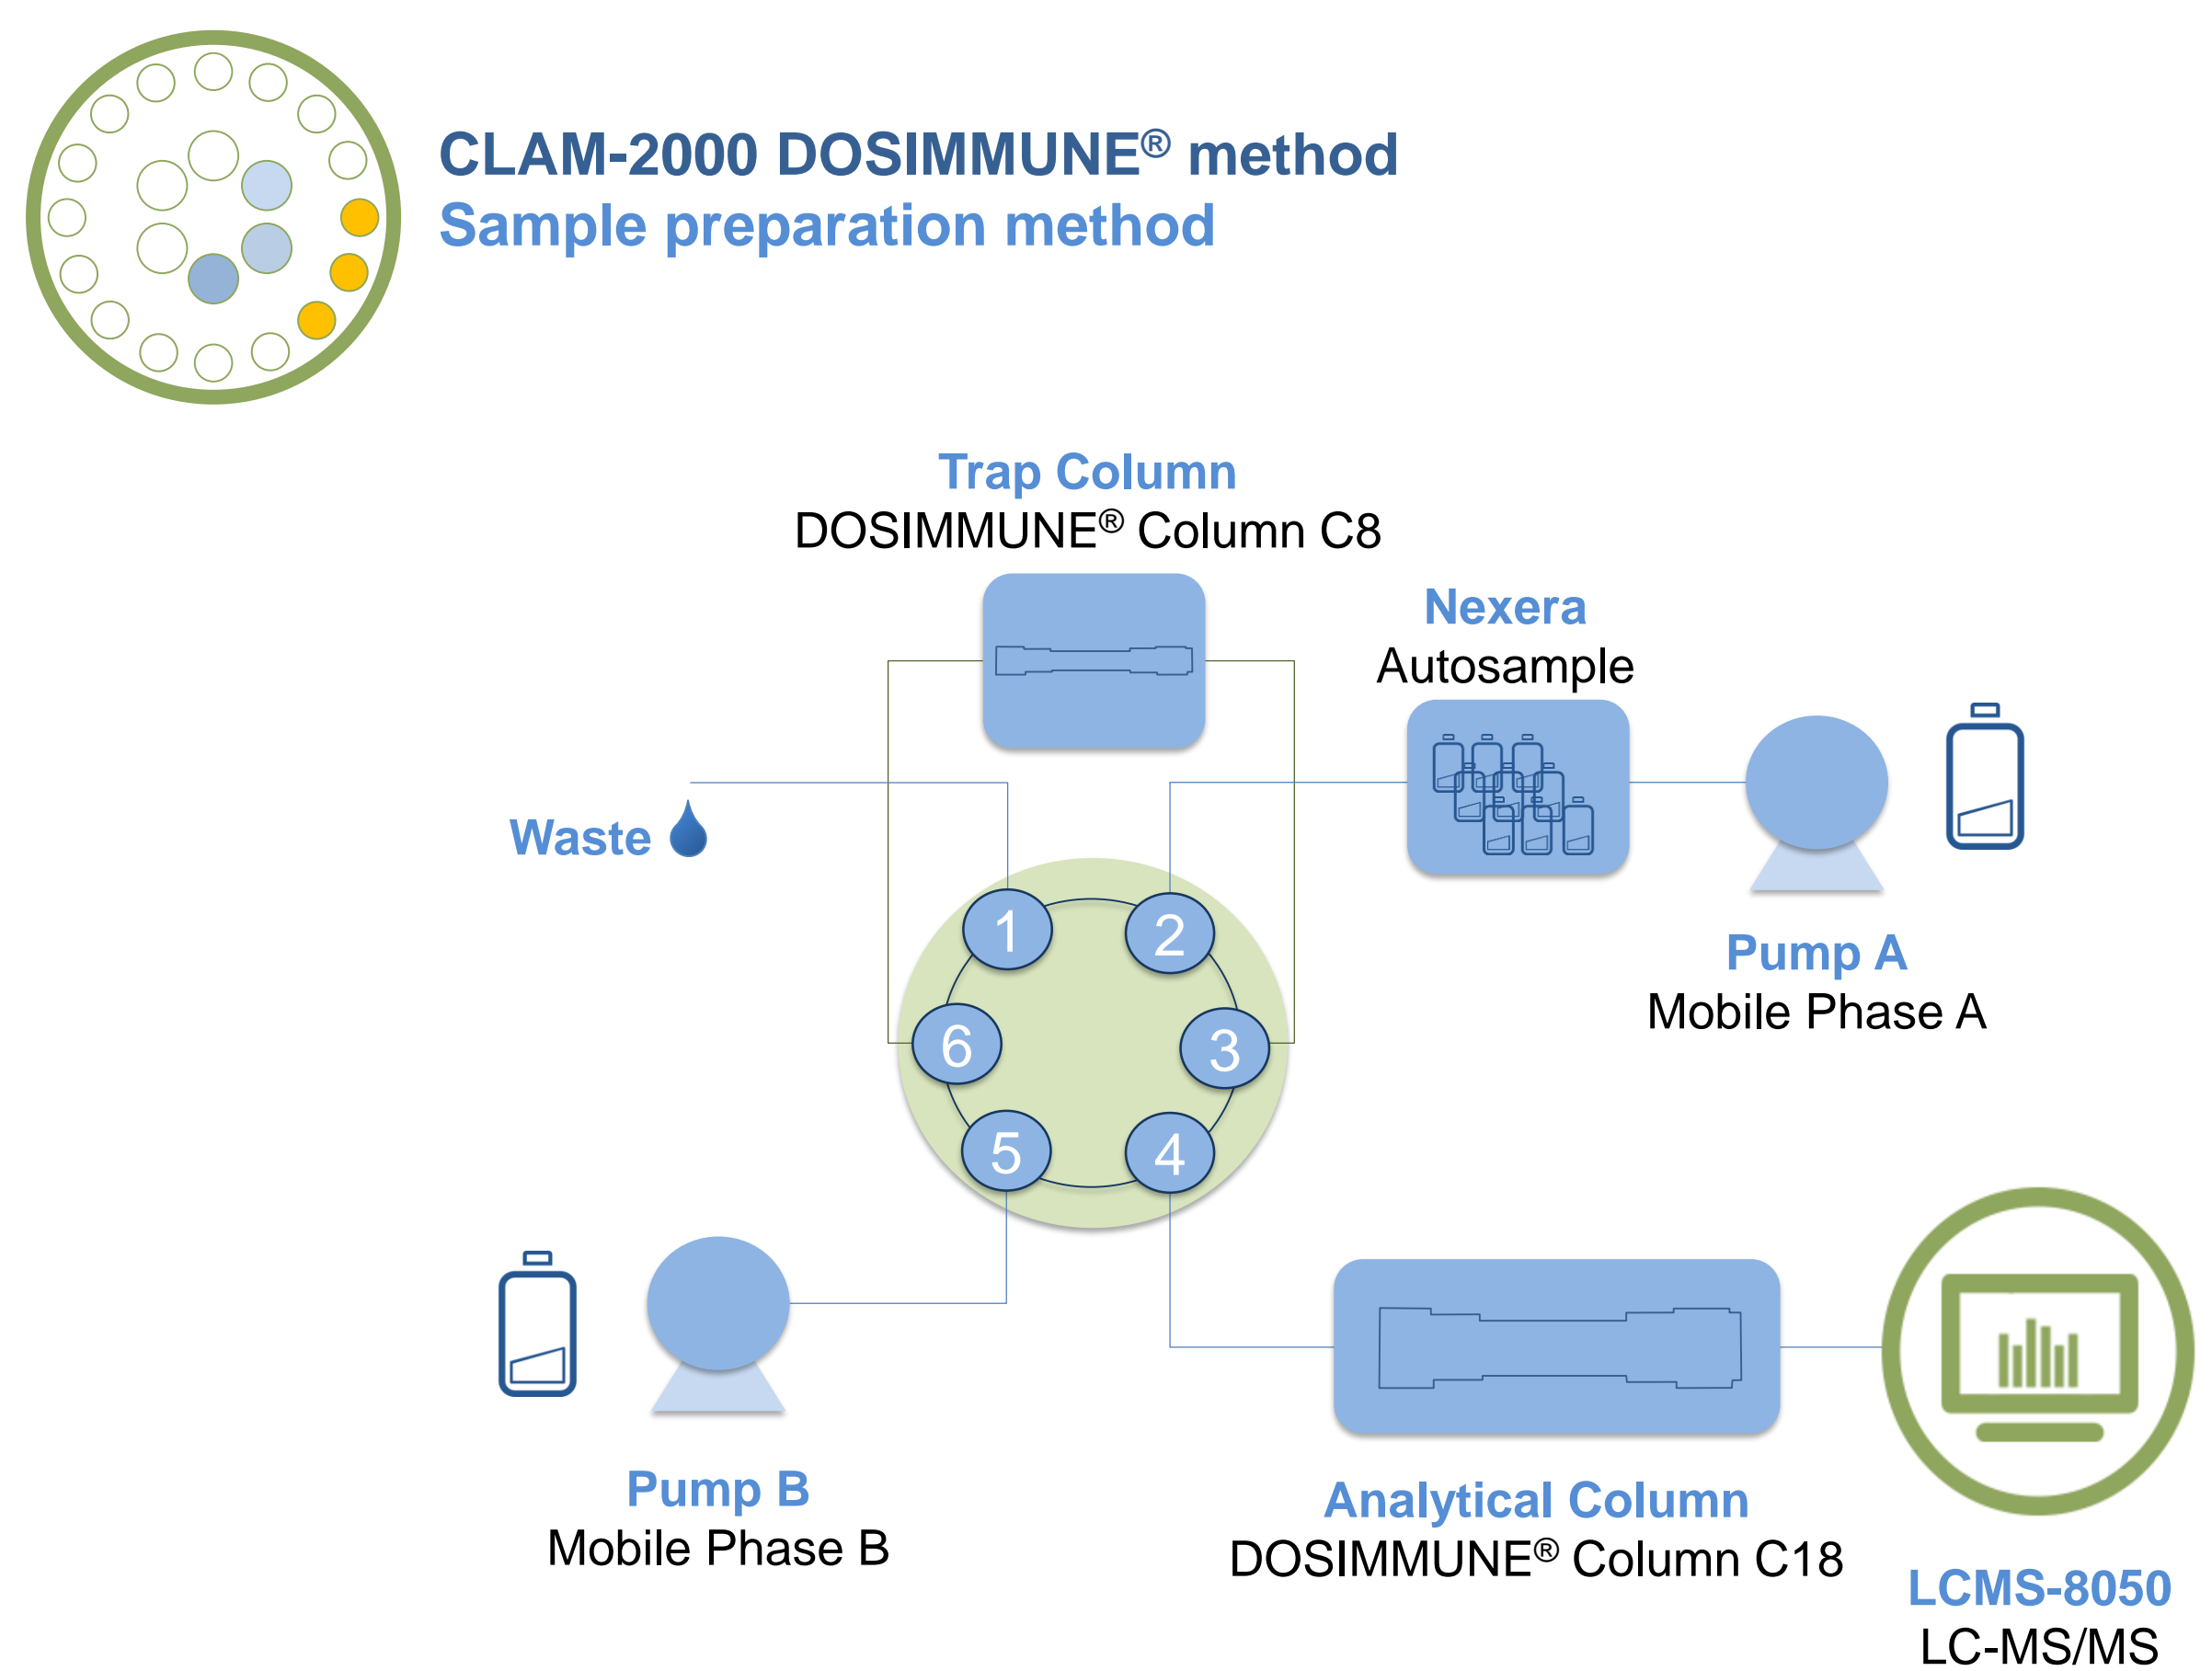 CLAM-2000 DOSIMMUNE® method
Sample preparation method
Trap Column
DOSIMMUNE® Column C8
Nexera
Autosample
Waste
1
2
Pump A
Mobile Phase A
6
3
5
4
Pump B
Mobile Phase B
Analytical Column
DOSIMMUNE® Column C18
LCMS-8050
LC-MS/MS